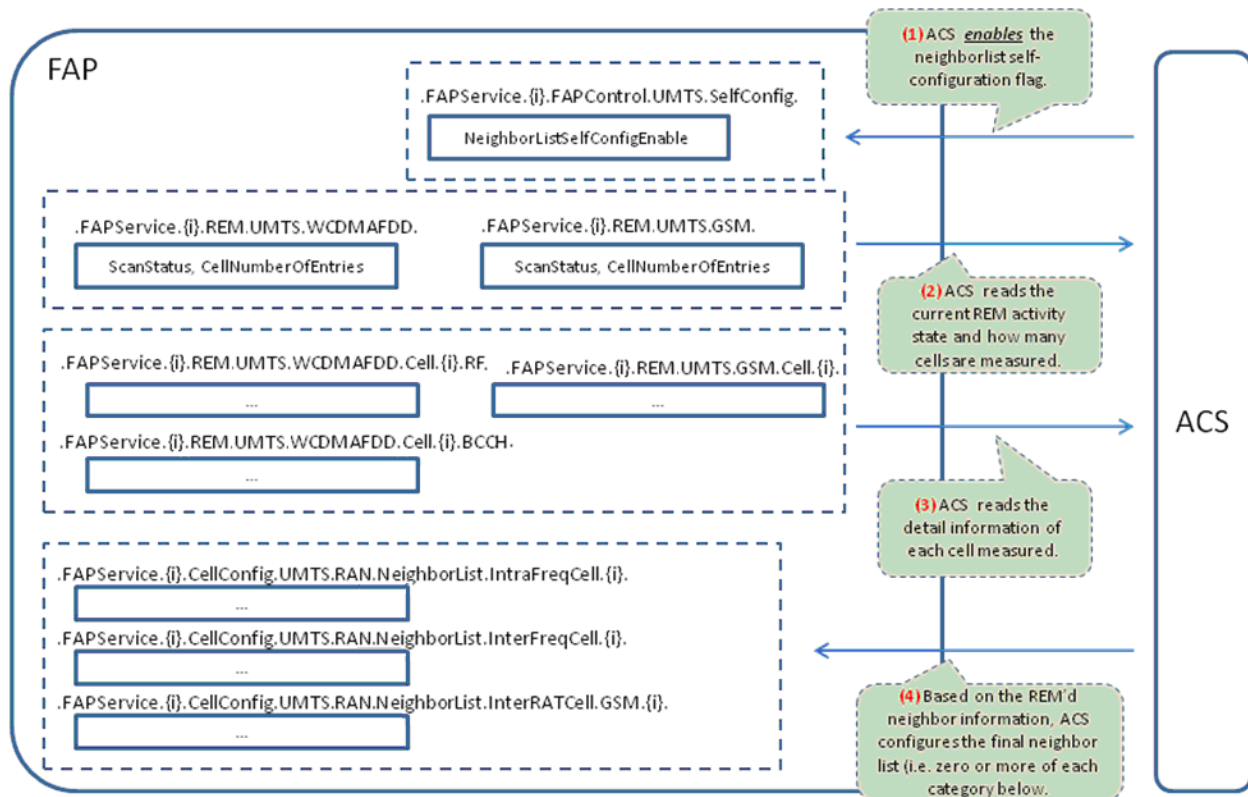 (1) ACS enables the
neighborlist self-
configuration flag.
FAP
.FAPService.{i}.FAPControl.UMTS.SelfConfig.
NeighborListSelfConfigEnable
.FAPService.{i}.REM.UMTS.WCDMAFDD.
.FAPService.{i}.REM.UMTS.GSM.
ScanStatus, CellNumberOfEntries
ScanStatus, CellNumberOfEntries
(2) ACS reads the
current REM activity
state and how many
cells are measured.
.FAPService.{i}.REM.UMTS.WCDMAFDD.Cell.{i}.RF.
.FAPService.{i}.REM.UMTS.GSM.Cell.{i}.
...
...
.FAPService.{i}.REM.UMTS.WCDMAFDD.Cell.{i}.BCCH.
...
ACS
(3) ACS reads the
detail information of
each cell measured.
.FAPService.{i}.CellConfig.UMTS.RAN.NeighborList.IntraFreqCell.{i}.
...
.FAPService.{i}.CellConfig.UMTS.RAN.NeighborList.InterFreqCell.{i}.
...
.FAPService.{i}.CellConfig.UMTS.RAN.NeighborList.InterRATCell.GSM.{i}.
...
(4) Based on the REM'd
neighbor information, ACS
configures the final neighbor
list (i.e. zero or more of each
category below.